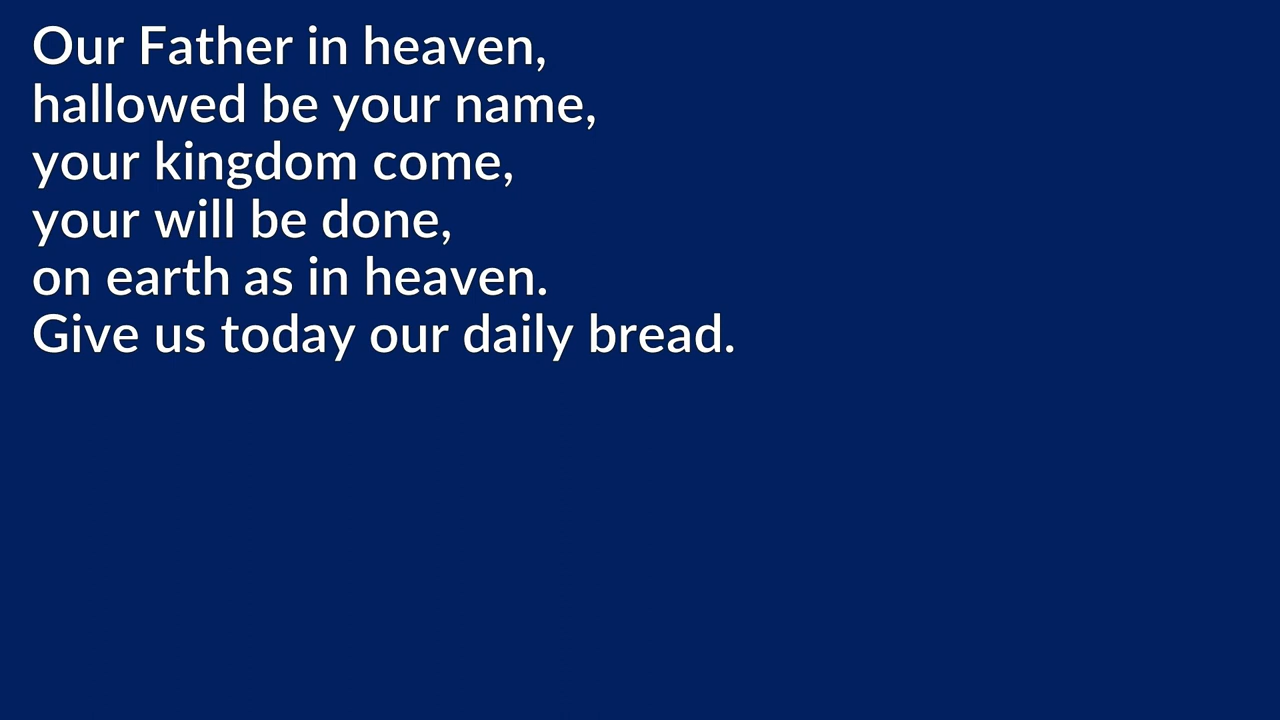 Our Father in heaven,
hallowed be your name,
your kingdom come,
your will be done,
on earth as in heaven.
Give us today our daily bread.